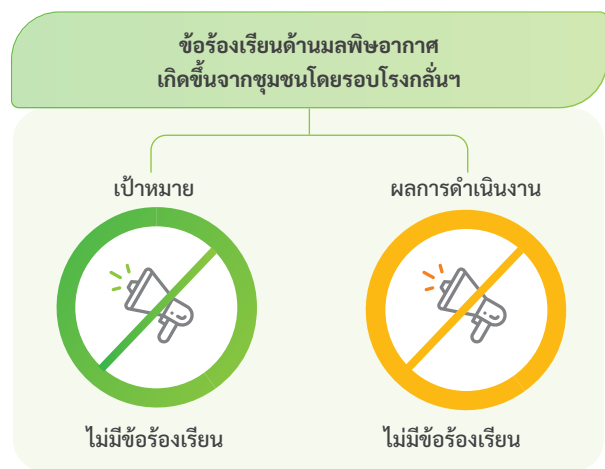 ข้อร้องเรียนด้านมลพิษอากาศ
เกิดขึ้นจากชุมชนโดยรอบโรงกลั่นฯ
เป้าหมาย
ผลการดำเนินงาน
ไม่มีข้อร้องเรียน
ไม่มีข้อร้องเรียน